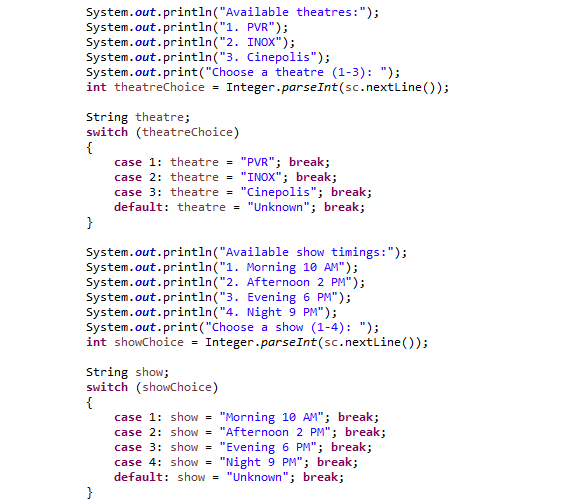 System.out.println("Available theatres:");
System.out.println("1. PVR");
System.out.println("2. INOX");
System.out.println("3. Cinepolis");
System.out.print("Choose a theatre (1-3): ");
int theatreChoice = Integer.parseInt(sc.nextLine());
String theatre;
switch (theatreChoice)
{
case 1: theatre = "PVR"; break;
case 2: theatre = "INOX"; break;
case 3: theatre = "Cinepolis"; break;
default: theatre = "Unknown"; break;
}
System.out.println("Available show timings:");
System.out.println("1. Morning 10 AM");
System.out.println("2. Afternoon 2 PM");
System.out.println("3. Evening 6 PM");
System.out.println("4. Night 9 PM");
System.out.print("Choose a show (1-4): ");
int showChoice = Integer.parseInt(sc.nextLine());
String show;
switch (showChoice)
{
case 1: show = "Morning 10 AM"; break;
case 2: show = "Afternoon 2 PM"; break;
case 3: show = "Evening 6 PM"; break;
case 4: show = "Night 9 PM"; break;
default: show = "Unknown"; break;
}